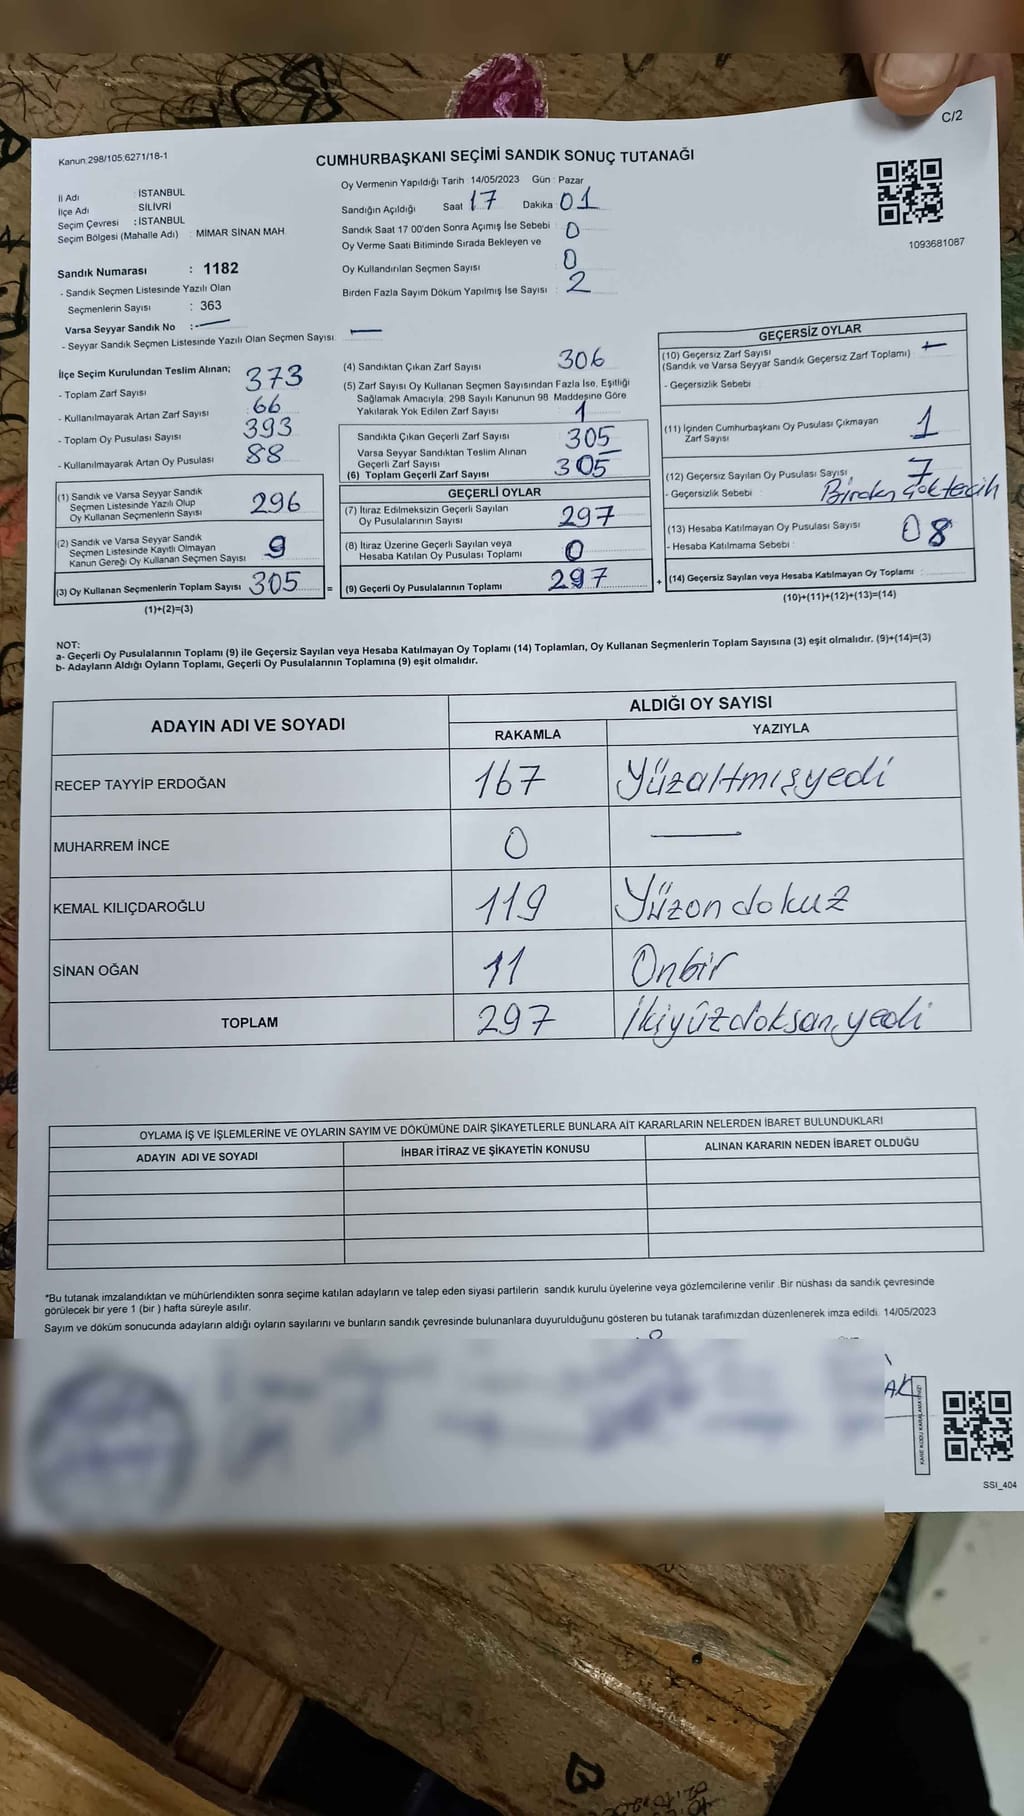 C/2
Kanun 298/105;6271/18-1
CUMHURBAŞKANI SEÇİMİ SANDIK SONUÇ TUTANAĞI
İl Adı : İSTANBUL
İlçe Adı : SİLİVRİ
Seçim Çevresi : İSTANBUL
Seçim Bölgesi (Mahalle Adı) : MİMAR SİNAN MAH
Sandık Numarası : 1182
- Sandık Seçmen Listesinde Yazılı Olan
Seçmenlerin Sayısı : 363
Varsa Seyyar Sandık No :
- Seyyar Sandık Seçmen Listesinde Yazılı Olan Seçmen Sayısı
Oy Vermenin Yapıldığı Tarih 14/05/2023 Gün : Pazar
Sandığın Açıldığı Saat 17 Dakika 01
Sandık Saat 17 00'den Sonra Açımış İse Sebebi 0
Oy Verme Saati Bitiminde Sırada Bekleyen ve
Oy Kullandırılan Seçmen Sayısı 0
Birden Fazla Sayım Döküm Yapılmış İse Sayısı 2
1093681087
İlçe Seçim Kurulundan Teslim Alınan;
- Toplam Zarf Sayısı 373
- Kullanılmayarak Artan Zarf Sayısı 66
- Toplam Oy Pusulası Sayısı 393
- Kullanılmayarak Artan Oy Pusulası 88
(1) Sandık ve Varsa Seyyar Sandık
Seçmen Listesinde Yazılı Olup
Oy Kullanan Seçmenlerin Sayısı 296
(2) Sandık ve Varsa Seyyar Sandık
Seçmen Listesinde Kayıtlı Olmayan
Kanun Gereği Oy Kullanan Seçmen Sayısı 9
(3) Oy Kullanan Seçmenlerin Toplam Sayısı 305 =
(1)+(2)=(3)
(4) Sandıktan Çıkan Zarf Sayısı 306
(5) Zarf Sayısı Oy Kullanan Seçmen Sayısından Fazla İse, Eşitliği
Sağlamak Amacıyla; 298 Sayılı Kanunun 98 Maddesine Göre
Yakılarak Yok Edilen Zarf Sayısı 1
Sandıkta Çıkan Geçerli Zarf Sayısı 305
Varsa Seyyar Sandıktan Teslim Alınan
Geçerli Zarf Sayısı
(6) Toplam Geçerli Zarf Sayısı 305
GEÇERLİ OYLAR
(7) İtiraz Edilmeksizin Geçerli Sayılan
Oy Pusulalarının Sayısı 297
(8) İtiraz Üzerine Geçerli Sayılan veya
Hesaba Katılan Oy Pusulası Toplamı 0
(9) Geçerli Oy Pusulalarının Toplamı 297 +
GEÇERSİZ OYLAR
(10) Geçersiz Zarf Sayısı
(Sandık ve Varsa Seyyar Sandık Geçersiz Zarf Toplamı)
- Geçersizlik Sebebi :
(11) İçinden Cumhurbaşkanı Oy Pusulası Çıkmayan
Zarf Sayısı 1
(12) Geçersiz Sayılan Oy Pusulası Sayısı 7
- Geçersizlik Sebebi : Birden çok tercih
(13) Hesaba Katılmayan Oy Pusulası Sayısı 08
- Hesaba Katılmama Sebebi :
(14) Geçersiz Sayılan veya Hesaba Katılmayan Oy Toplamı :
(10)+(11)+(12)+(13)=(14)
NOT:
a- Geçerli Oy Pusulalarının Toplamı (9) ile Geçersiz Sayılan veya Hesaba Katılmayan Oy Toplamı (14) Toplamları, Oy Kullanan Seçmenlerin Toplam Sayısına (3) eşit olmalıdır. (9)+(14)=(3)
b- Adayların Aldığı Oyların Toplamı, Geçerli Oy Pusulalarının Toplamına (9) eşit olmalıdır.
ADAYIN ADI VE SOYADI
ALDIĞI OY SAYISI
RAKAMLA YAZIYLA
RECEP TAYYİP ERDOĞAN 167 Yüzaltmışyedi
MUHARREM İNCE 0
KEMAL KILIÇDAROĞLU 119 Yüzon dokuz
SİNAN OĞAN 11 Onbir
TOPLAM 297 İkiyüzdoksanyedi
OYLAMA İŞ VE İŞLEMLERİNE VE OYLARIN SAYIM VE DÖKÜMÜNE DAİR ŞİKAYETLERLE BUNLARA AİT KARARLARIN NELERDEN İBARET BULUNDUKLARI
ADAYIN ADI VE SOYADI İHBAR İTİRAZ VE ŞİKAYETİN KONUSU ALINAN KARARIN NEDEN İBARET OLDUĞU
*Bu tutanak imzalandıktan ve mühürlendikten sonra seçime katılan adayların ve talep eden siyasi partilerin sandık kurulu üyelerine veya gözlemcilerine verilir .Bir nüshası da sandık çevresinde
görülecek bir yere 1 (bir ) hafta süreyle asılır.
Sayım ve döküm sonucunda adayların aldığı oyların sayılarını ve bunların sandık çevresinde bulunanlara duyurulduğunu gösteren bu tutanak tarafımızdan düzenlenerek imza edildi. 14/05/2023
AK
KARE KODU KARALAMAYINIZ!
SSI_404